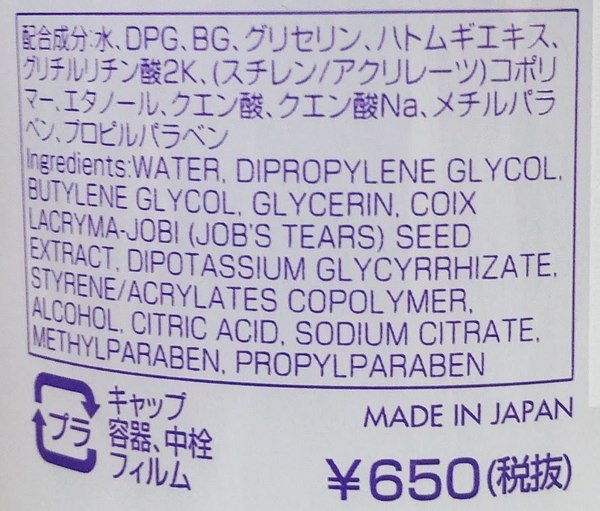 配合成分:水、DPG、BG、グリセリン、ハトムギエキス、
グリチルリチン酸2K、(スチレン/アクリレーツ)コポリ
マー、エタノール、クエン酸、クエン酸Na、メチルパラ
ベン、プロピルパラベン
Ingredients:WATER, DIPROPYLENE GLYCOL,
BUTYLENE GLYCOL, GLYCERIN, COIX
LACRYMA-JOBI (JOB'S TEARS) SEED
EXTRACT, DIPOTASSIUM GLYCYRRHIZATE,
STYRENE/ACRYLATES COPOLYMER,
ALCOHOL, CITRIC ACID, SODIUM CITRATE,
METHYLPARABEN, PROPYLPARABEN
プラ
キャップ
容器、中栓
フィルム
MADE IN JAPAN
¥650(税抜)